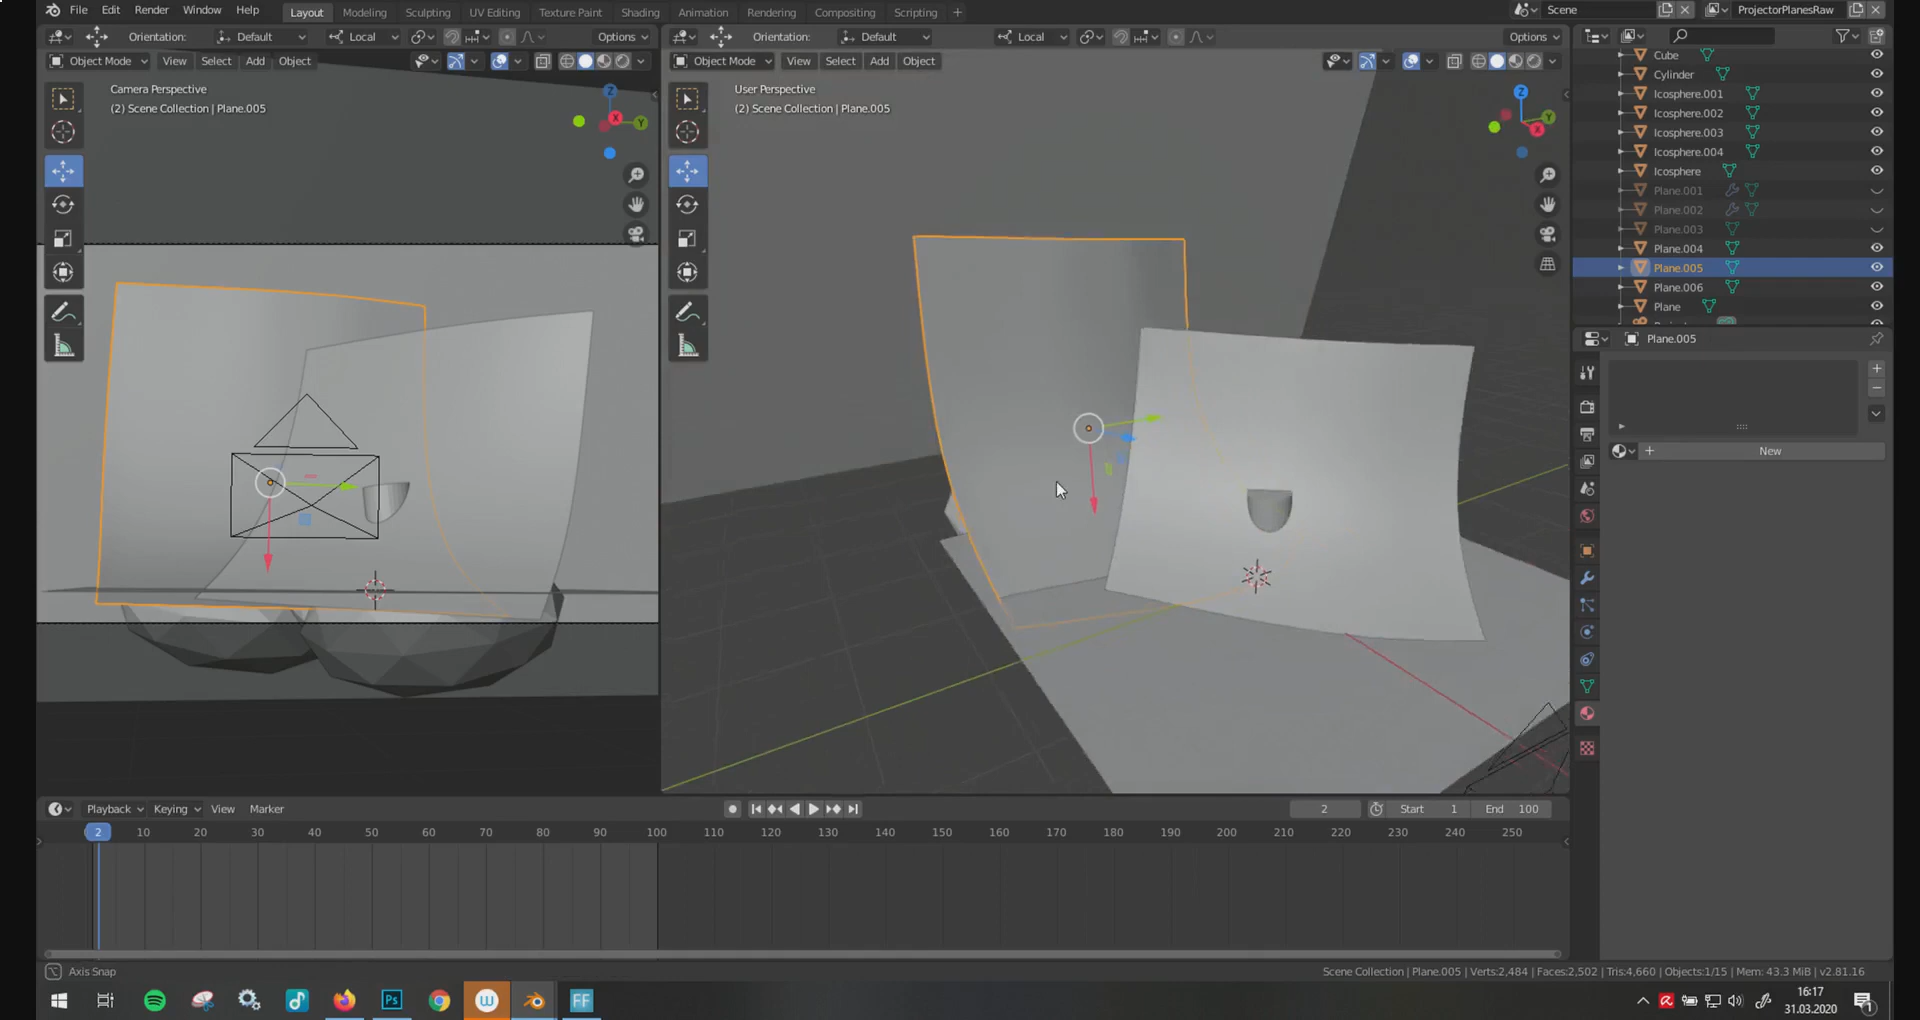 File Edit Render Window Help Layout Modeling Sculpting UV Editing Texture Paint Shading Animation Rendering Compositing Scripting + Scene ProjectorPlanesRaw
Orientation: Default Local Options
Orientation: Default Local Options
Object Mode View Select Add Object
Object Mode View Select Add Object
Camera Perspective
(2) Scene Collection | Plane.005
User Perspective
(2) Scene Collection | Plane.005
Z
X
Y
Z
Y
X
Cube
Cylinder
Icosphere.001
Icosphere.002
Icosphere.003
Icosphere.004
Icosphere
Plane.001
Plane.002
Plane.003
Plane.004
Plane.005
Plane.006
Plane
Plane.005
New
Playback Keying View Marker 2 Start 1 End 100
2 10 20 30 40 50 60 70 80 90 100 110 120 130 140 150 160 170 180 190 200 210 220 230 240 250
Axis Snap
Scene Collection | Plane.005 | Verts:2,484 | Faces:2,502 | Tris:4,660 | Objects:1/15 | Mem: 43.3 MiB | v2.81.16
Ps
W
FF
16:17
31.03.2020
1